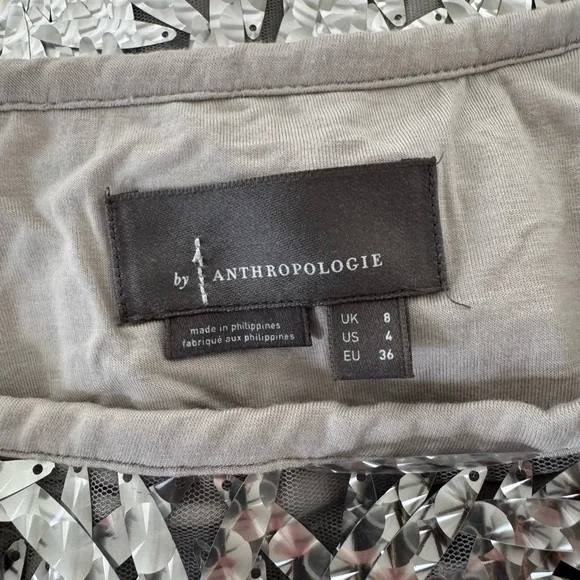 by ANTHROPOLOGIE
made in philippines
fabriqué aux philippines
UK 8
US 4
EU 36